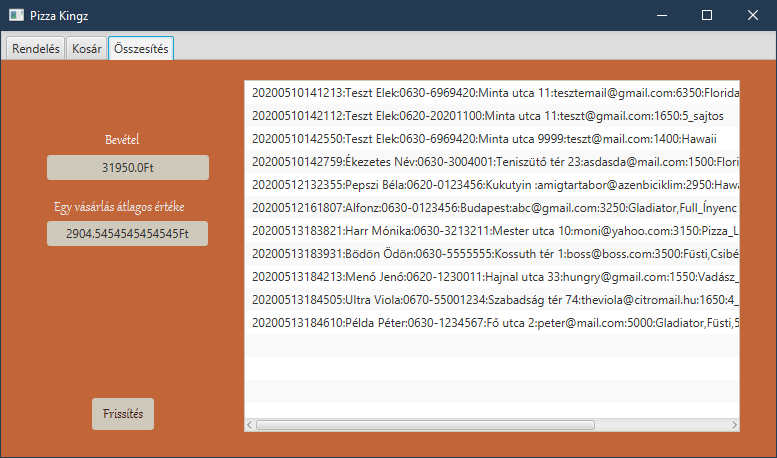 Pizza Kingz
Rendelés Kosár Összesítés
Bevétel
31950.0Ft
Egy vásárlás átlagos értéke
2904.5454545454545Ft
Frissítés
20200510141213:Teszt Elek:0630-6969420:Minta utca 11:tesztemail@gmail.com:6350:Florida
20200510142112:Teszt Elek:0620-20201100:Minta utca 11:teszt@gmail.com:1650:5_sajtos
20200510142550:Teszt Elek:0630-6969420:Minta utca 9999:teszt@mail.com:1400:Hawaii
20200510142759:Ékezetes Név:0630-3004001:Teniszütő tér 23:asdasda@mail.com:1500:Flori
20200512132355:Pepszi Béla:0620-0123456:Kukutyin :amigtartabor@azenbiciklim:2950:Hawa
20200512161807:Alfonz:0630-0123456:Budapest:abc@gmail.com:3250:Gladiator,Full_Ínyenc
20200513183821:Harr Mónika:0630-3213211:Mester utca 10:moni@yahoo.com:3150:Pizza_L
20200513183931:Bödön Ödön:0630-5555555:Kossuth tér 1:boss@boss.com:3500:Füsti,Csibé
20200513184213:Menő Jenő:0620-1230011:Hajnal utca 33:hungry@gmail.com:1550:Vadász_
20200513184505:Ultra Viola:0670-55001234:Szabadság tér 74:theviola@citromail.hu:1650:4_
20200513184610:Példa Péter:0630-1234567:Fő utca 2:peter@mail.com:5000:Gladiator,Füsti,5